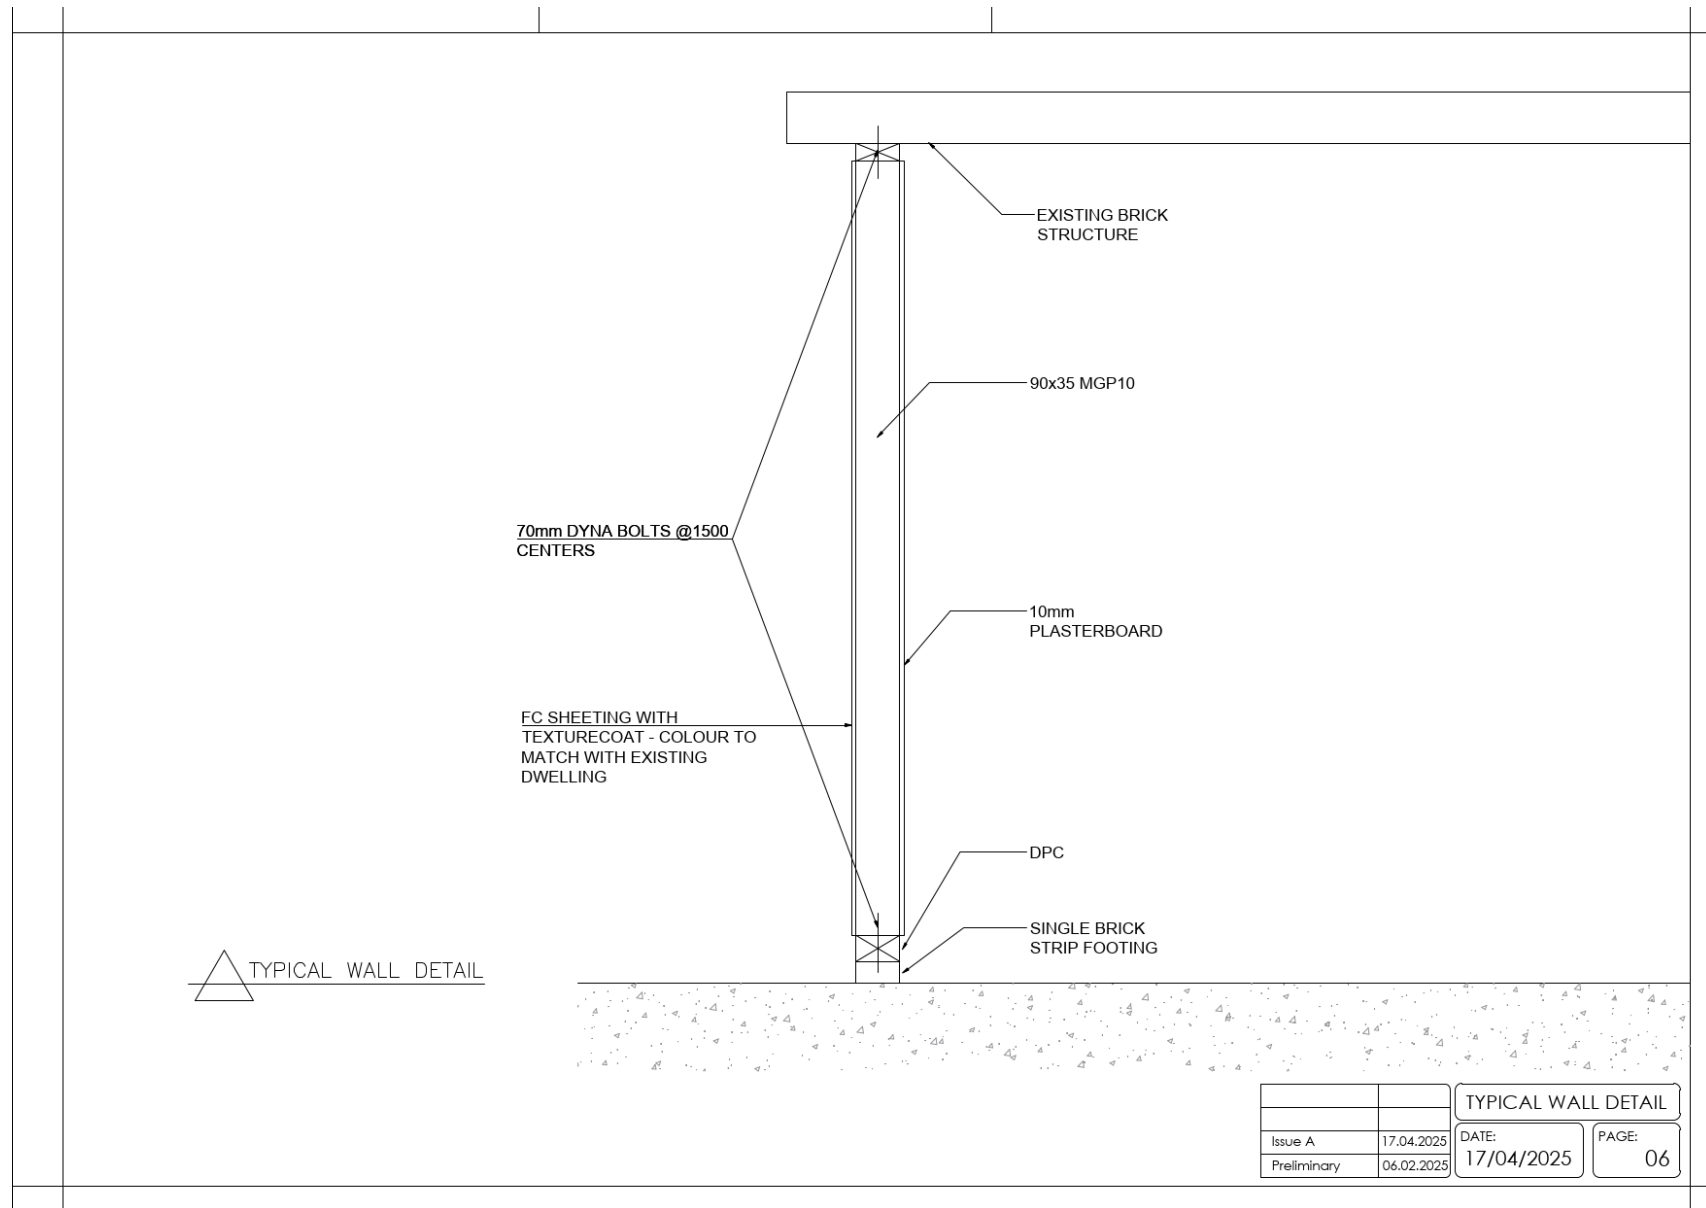 EXISTING BRICK
STRUCTURE
90x35 MGP10
70mm DYNA BOLTS @1500
CENTERS
10mm
PLASTERBOARD
FC SHEETING WITH
TEXTURECOAT - COLOUR TO
MATCH WITH EXISTING
DWELLING
DPC
SINGLE BRICK
STRIP FOOTING
TYPICAL WALL DETAIL
TYPICAL WALL DETAIL
Issue A 17.04.2025
Preliminary 06.02.2025
DATE:
17/04/2025
PAGE:
06